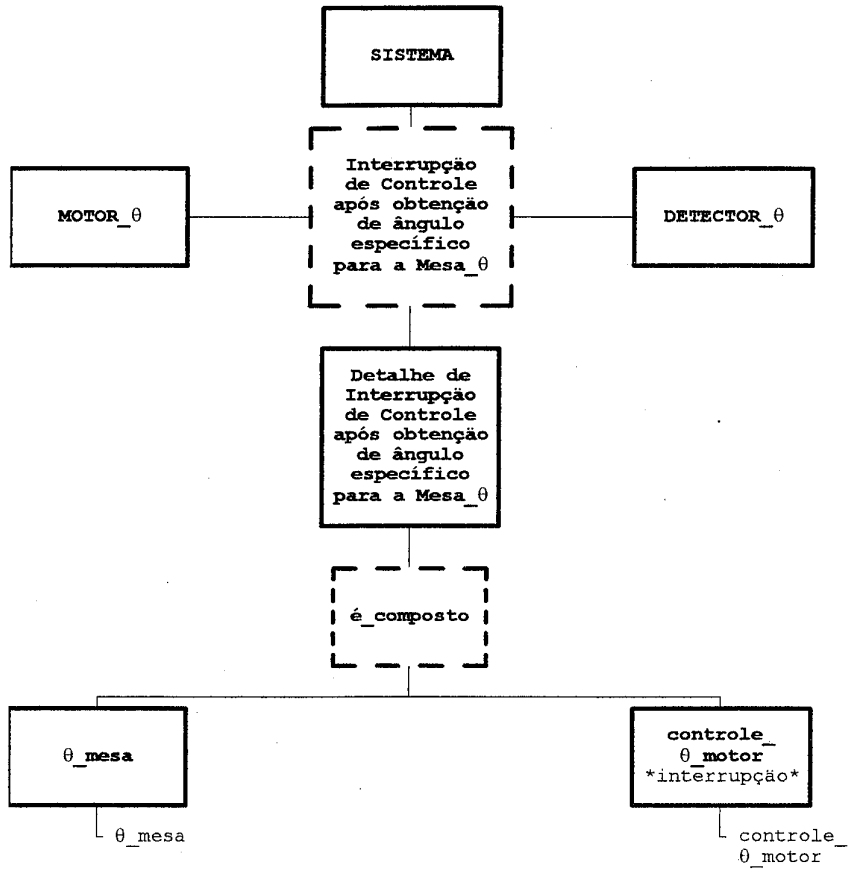 SISTEMA
Interrupção
de Controle
após obtenção
de ângulo
específico
para a Mesa_θ
MOTOR_θ
DETECTOR_θ
Detalhe de
Interrupção
de Controle
após obtenção
de ângulo
específico
para a Mesa_θ
é_composto
θ_mesa
controle_
θ_motor
*interrupção*
θ_mesa
controle_
θ_motor